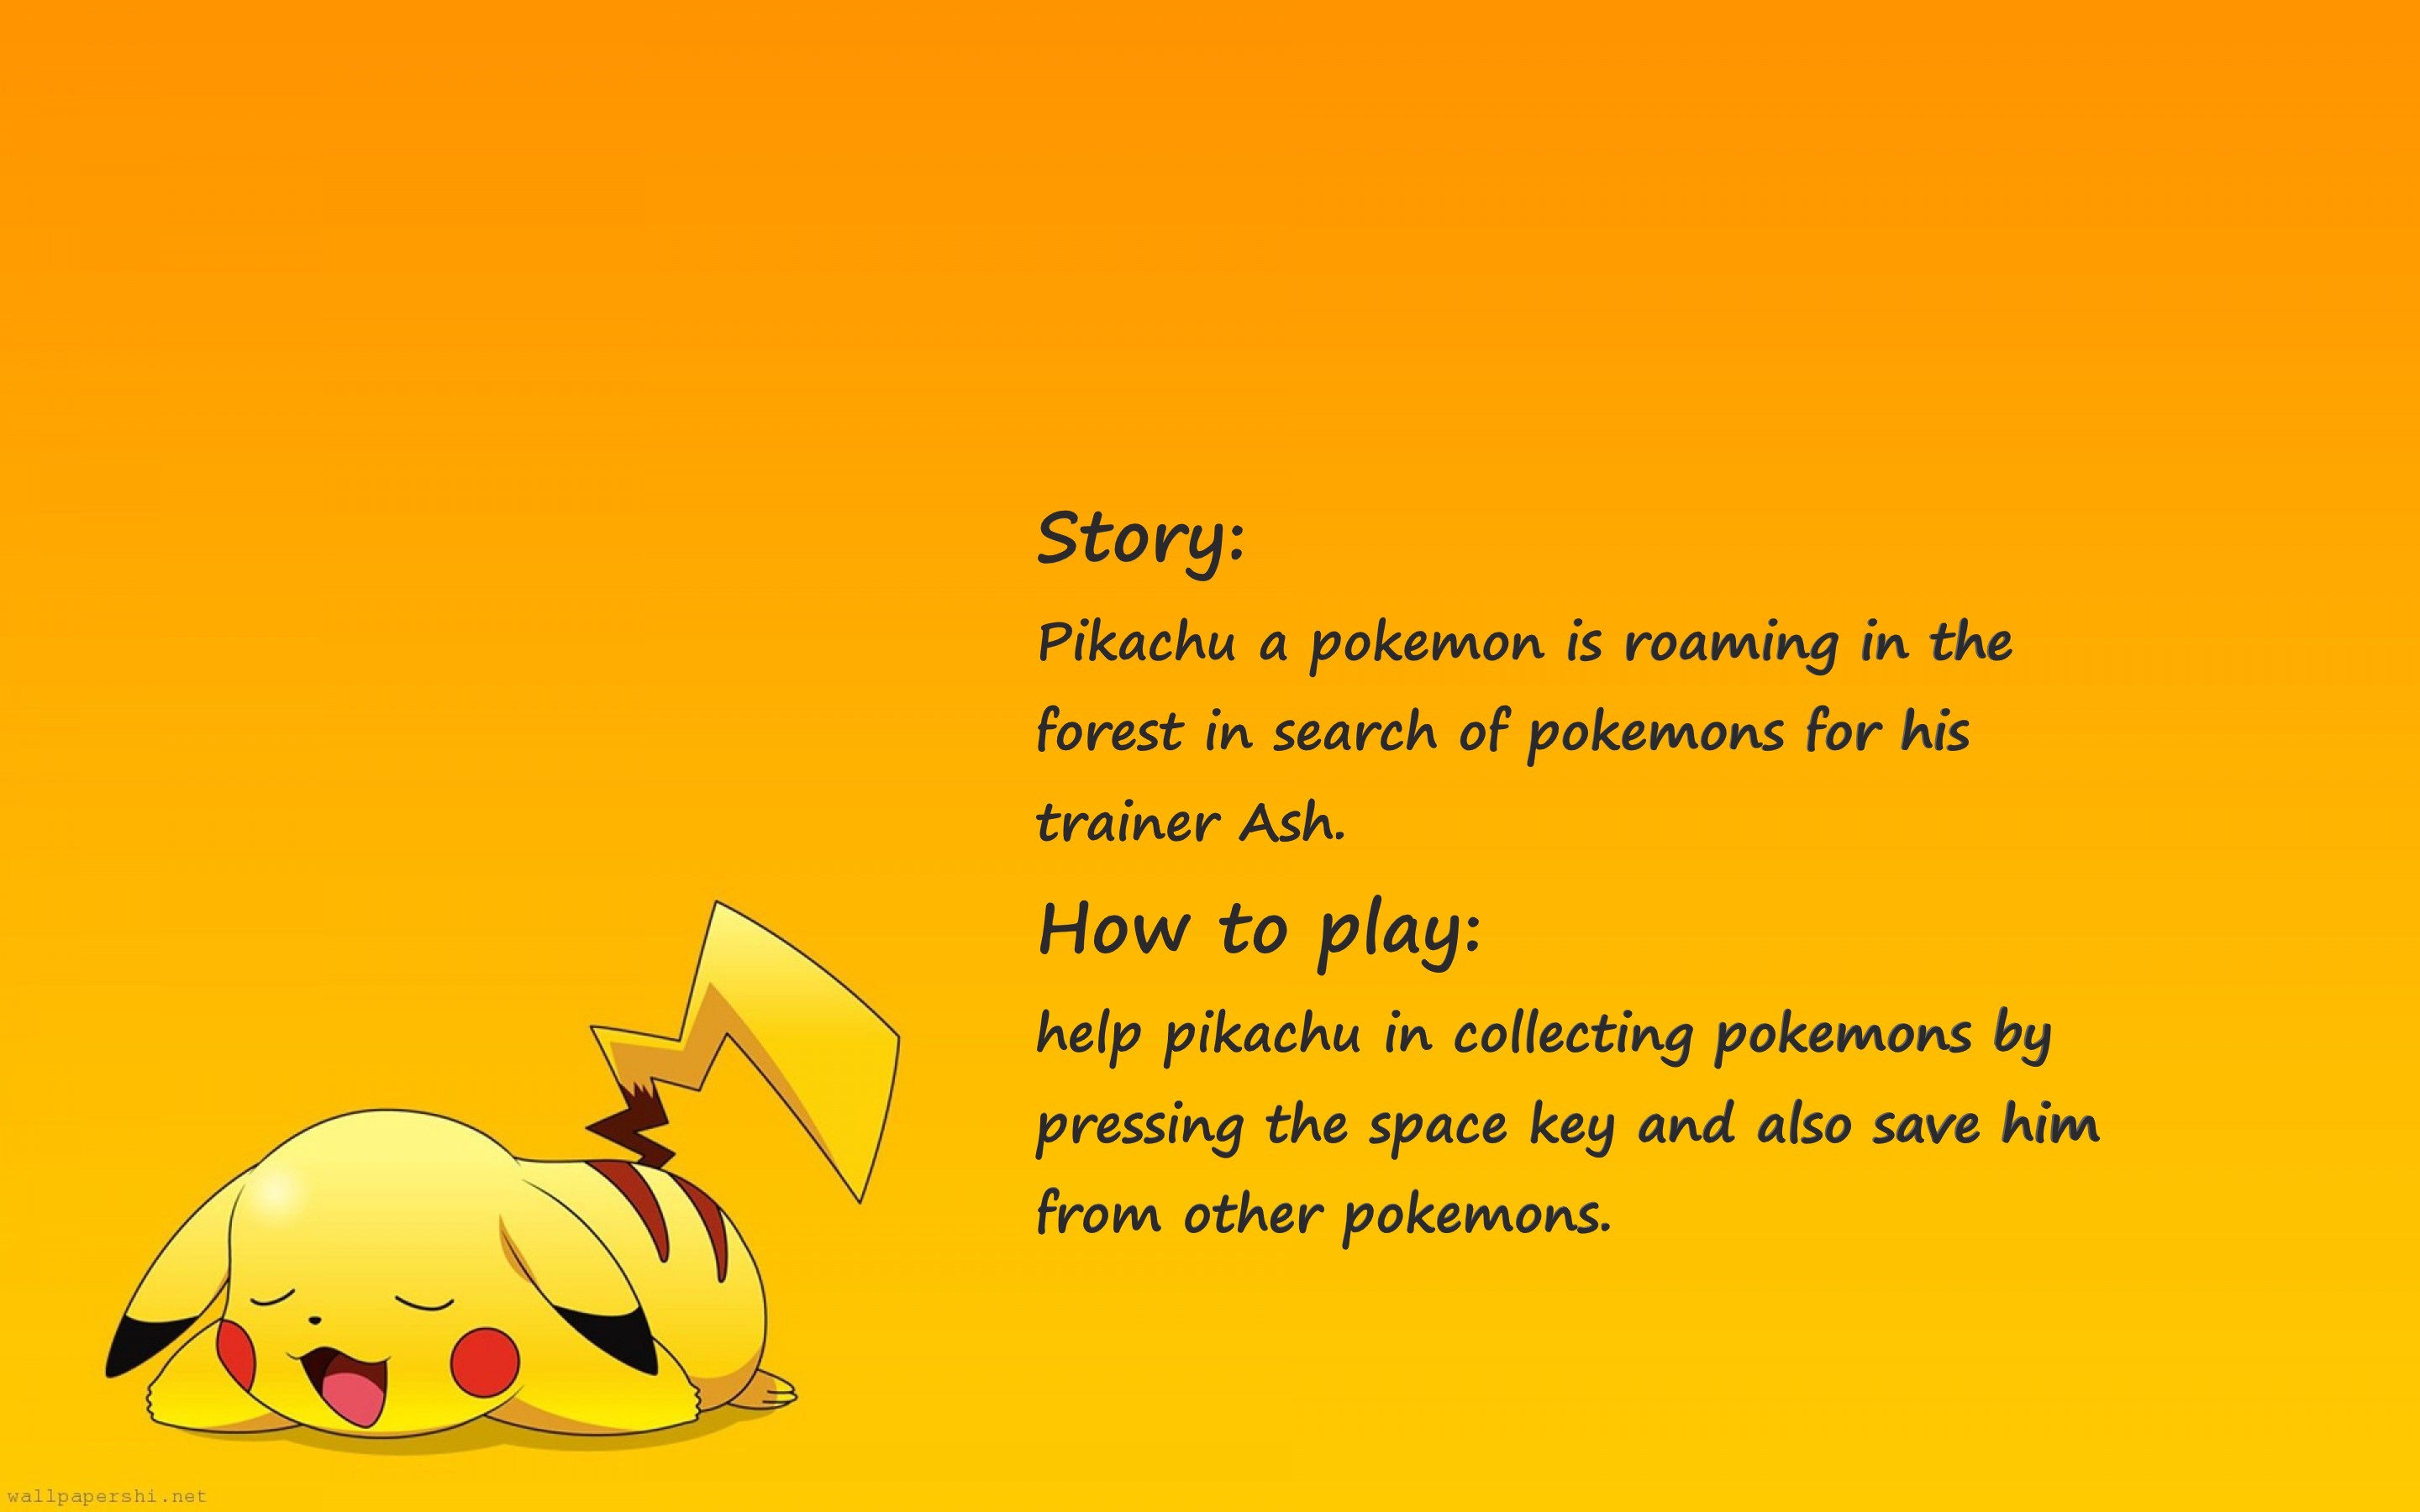 Story:
Pikachu a pokemon is roaming in the
forest in search of pokemons for his
trainer Ash.
How to play:
help pikachu in collecting pokemons by
pressing the space key and also save him
from other pokemons.
wallpapershi.net